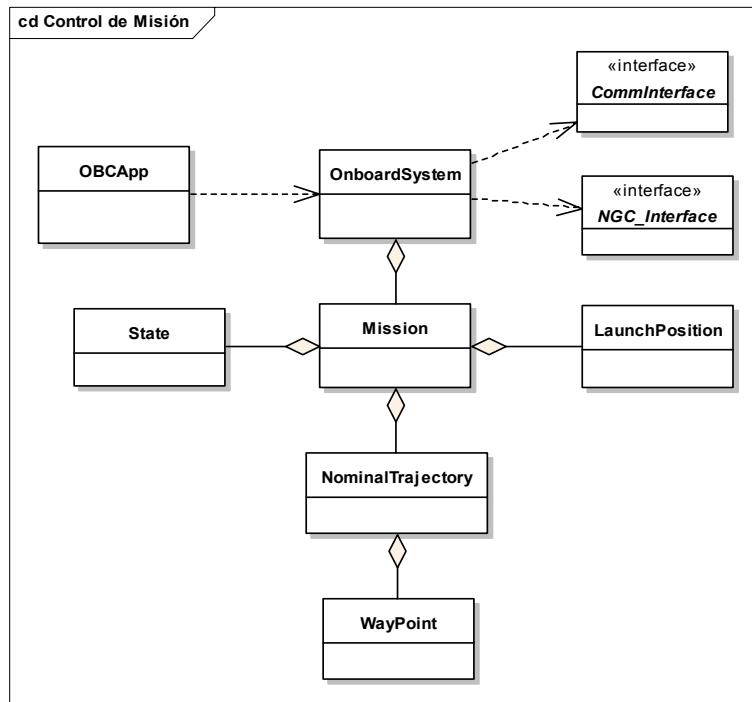 cd Control de Misión
«interface»
CommInterface
OBCApp
OnboardSystem
«interface»
NGC_Interface
State
Mission
LaunchPosition
NominalTrajectory
WayPoint